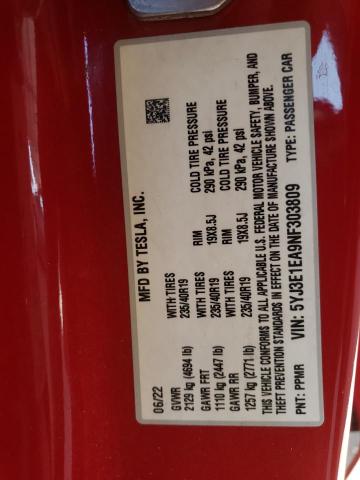 MFD BY TESLA, INC.
06/22
GVWR WITH TIRES RIM COLD TIRE PRESSURE
2129 kg (4694 lb) 235/40R19 19X8.5J 290 kPa, 42 psi
GAWR FRT WITH TIRES RIM COLD TIRE PRESSURE
1110 kg (2447 lb) 235/40R19 19X8.5J 290 kPa, 42 psi
GAWR RR WITH TIRES
1257 kg (2771 lb) 235/40R19
THIS VEHICLE CONFORMS TO ALL APPLICABLE U.S. FEDERAL MOTOR VEHICLE SAFETY, BUMPER, AND
THEFT PREVENTION STANDARDS IN EFFECT ON THE DATE OF MANUFACTURE SHOWN ABOVE.
VIN: 5YJ3E1EA9NF303809 TYPE: PASSENGER CAR
PNT: PPMR